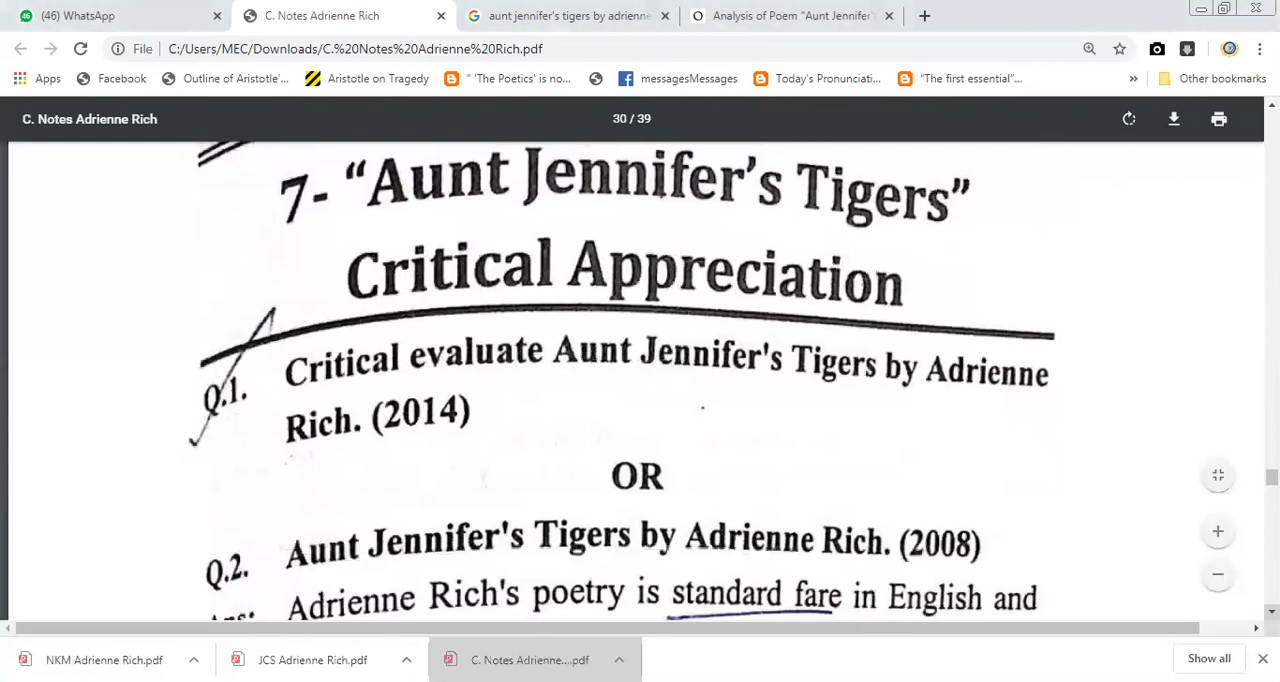 (46) WhatsApp
C. Notes Adrienne Rich
aunt jennifer's tigers by adrienne
Analysis of Poem "Aunt Jennifer'
File
C:/Users/MEC/Downloads/C.%20Notes%20Adrienne%20Rich.pdf
Apps
Facebook
Outline of Aristotle'...
Aristotle on Tragedy
" 'The Poetics' is no...
messagesMessages
Today's Pronunciati...
"The first essential"...
»
Other bookmarks
C. Notes Adrienne Rich
30 / 39
7- "Aunt Jennifer's Tigers"
Critical Appreciation
Q.1. Critical evaluate Aunt Jennifer's Tigers by Adrienne
Rich. (2014)
OR
Q.2. Aunt Jennifer's Tigers by Adrienne Rich. (2008)
Ans: Adrienne Rich's poetry is standard fare in English and
NKM Adrienne Rich.pdf
JCS Adrienne Rich.pdf
C. Notes Adrienne....pdf
Show all